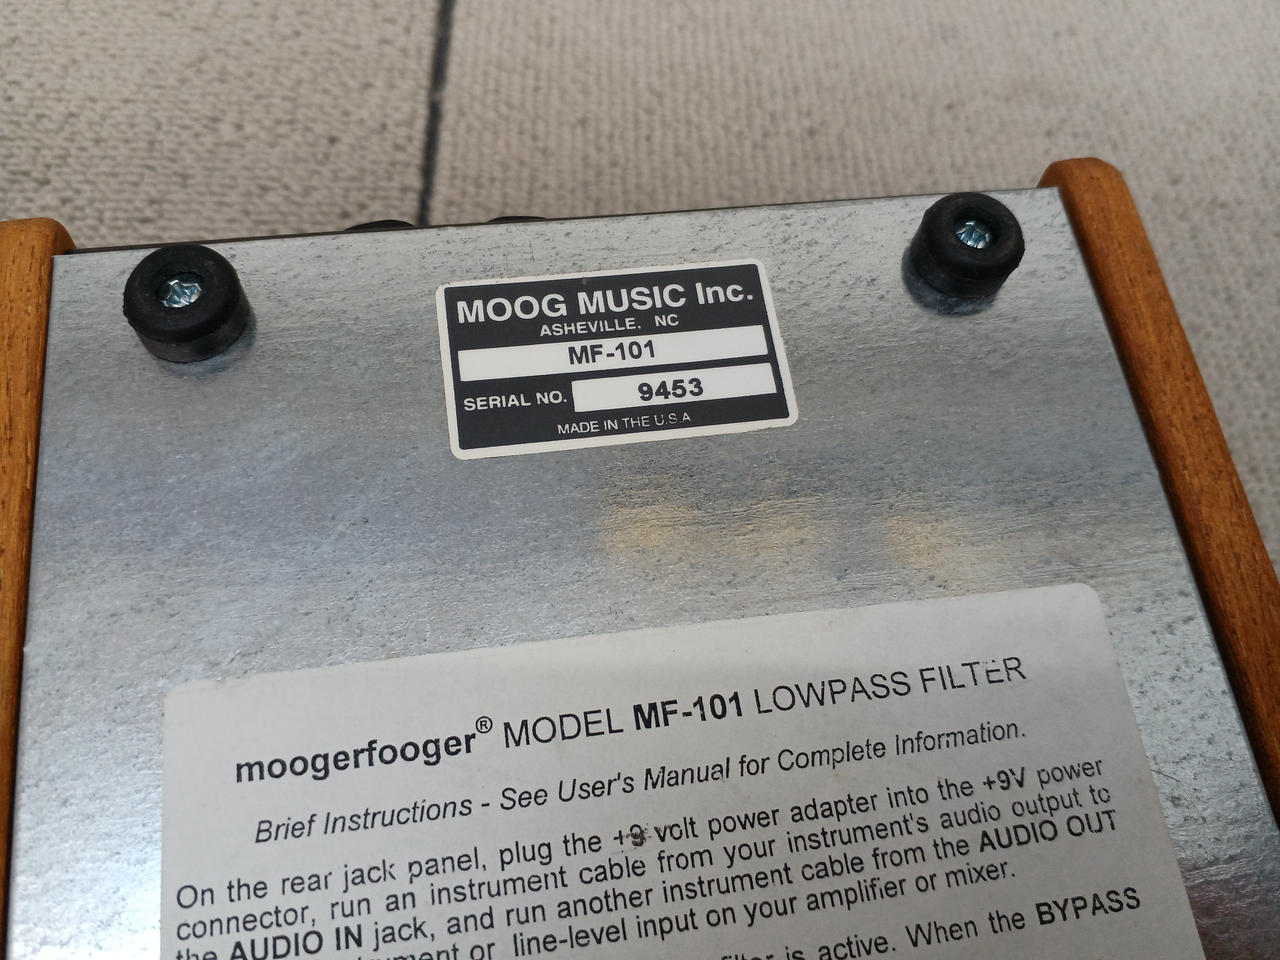 MOOG MUSIC Inc.
ASHEVILLE, NC
MF-101
SERIAL NO. 9453
MADE IN THE U.S.A
moogerfooger® MODEL MF-101 LOWPASS FILTER
Brief Instructions - See User's Manual for Complete Information.
On the rear jack panel, plug the +9 volt power adapter into the +9V power
connector, run an instrument cable from your instrument's audio output to
the AUDIO IN jack, and run another instrument cable from the AUDIO OUT
or line-level input on your amplifier or mixer.
is active. When the BYPASS